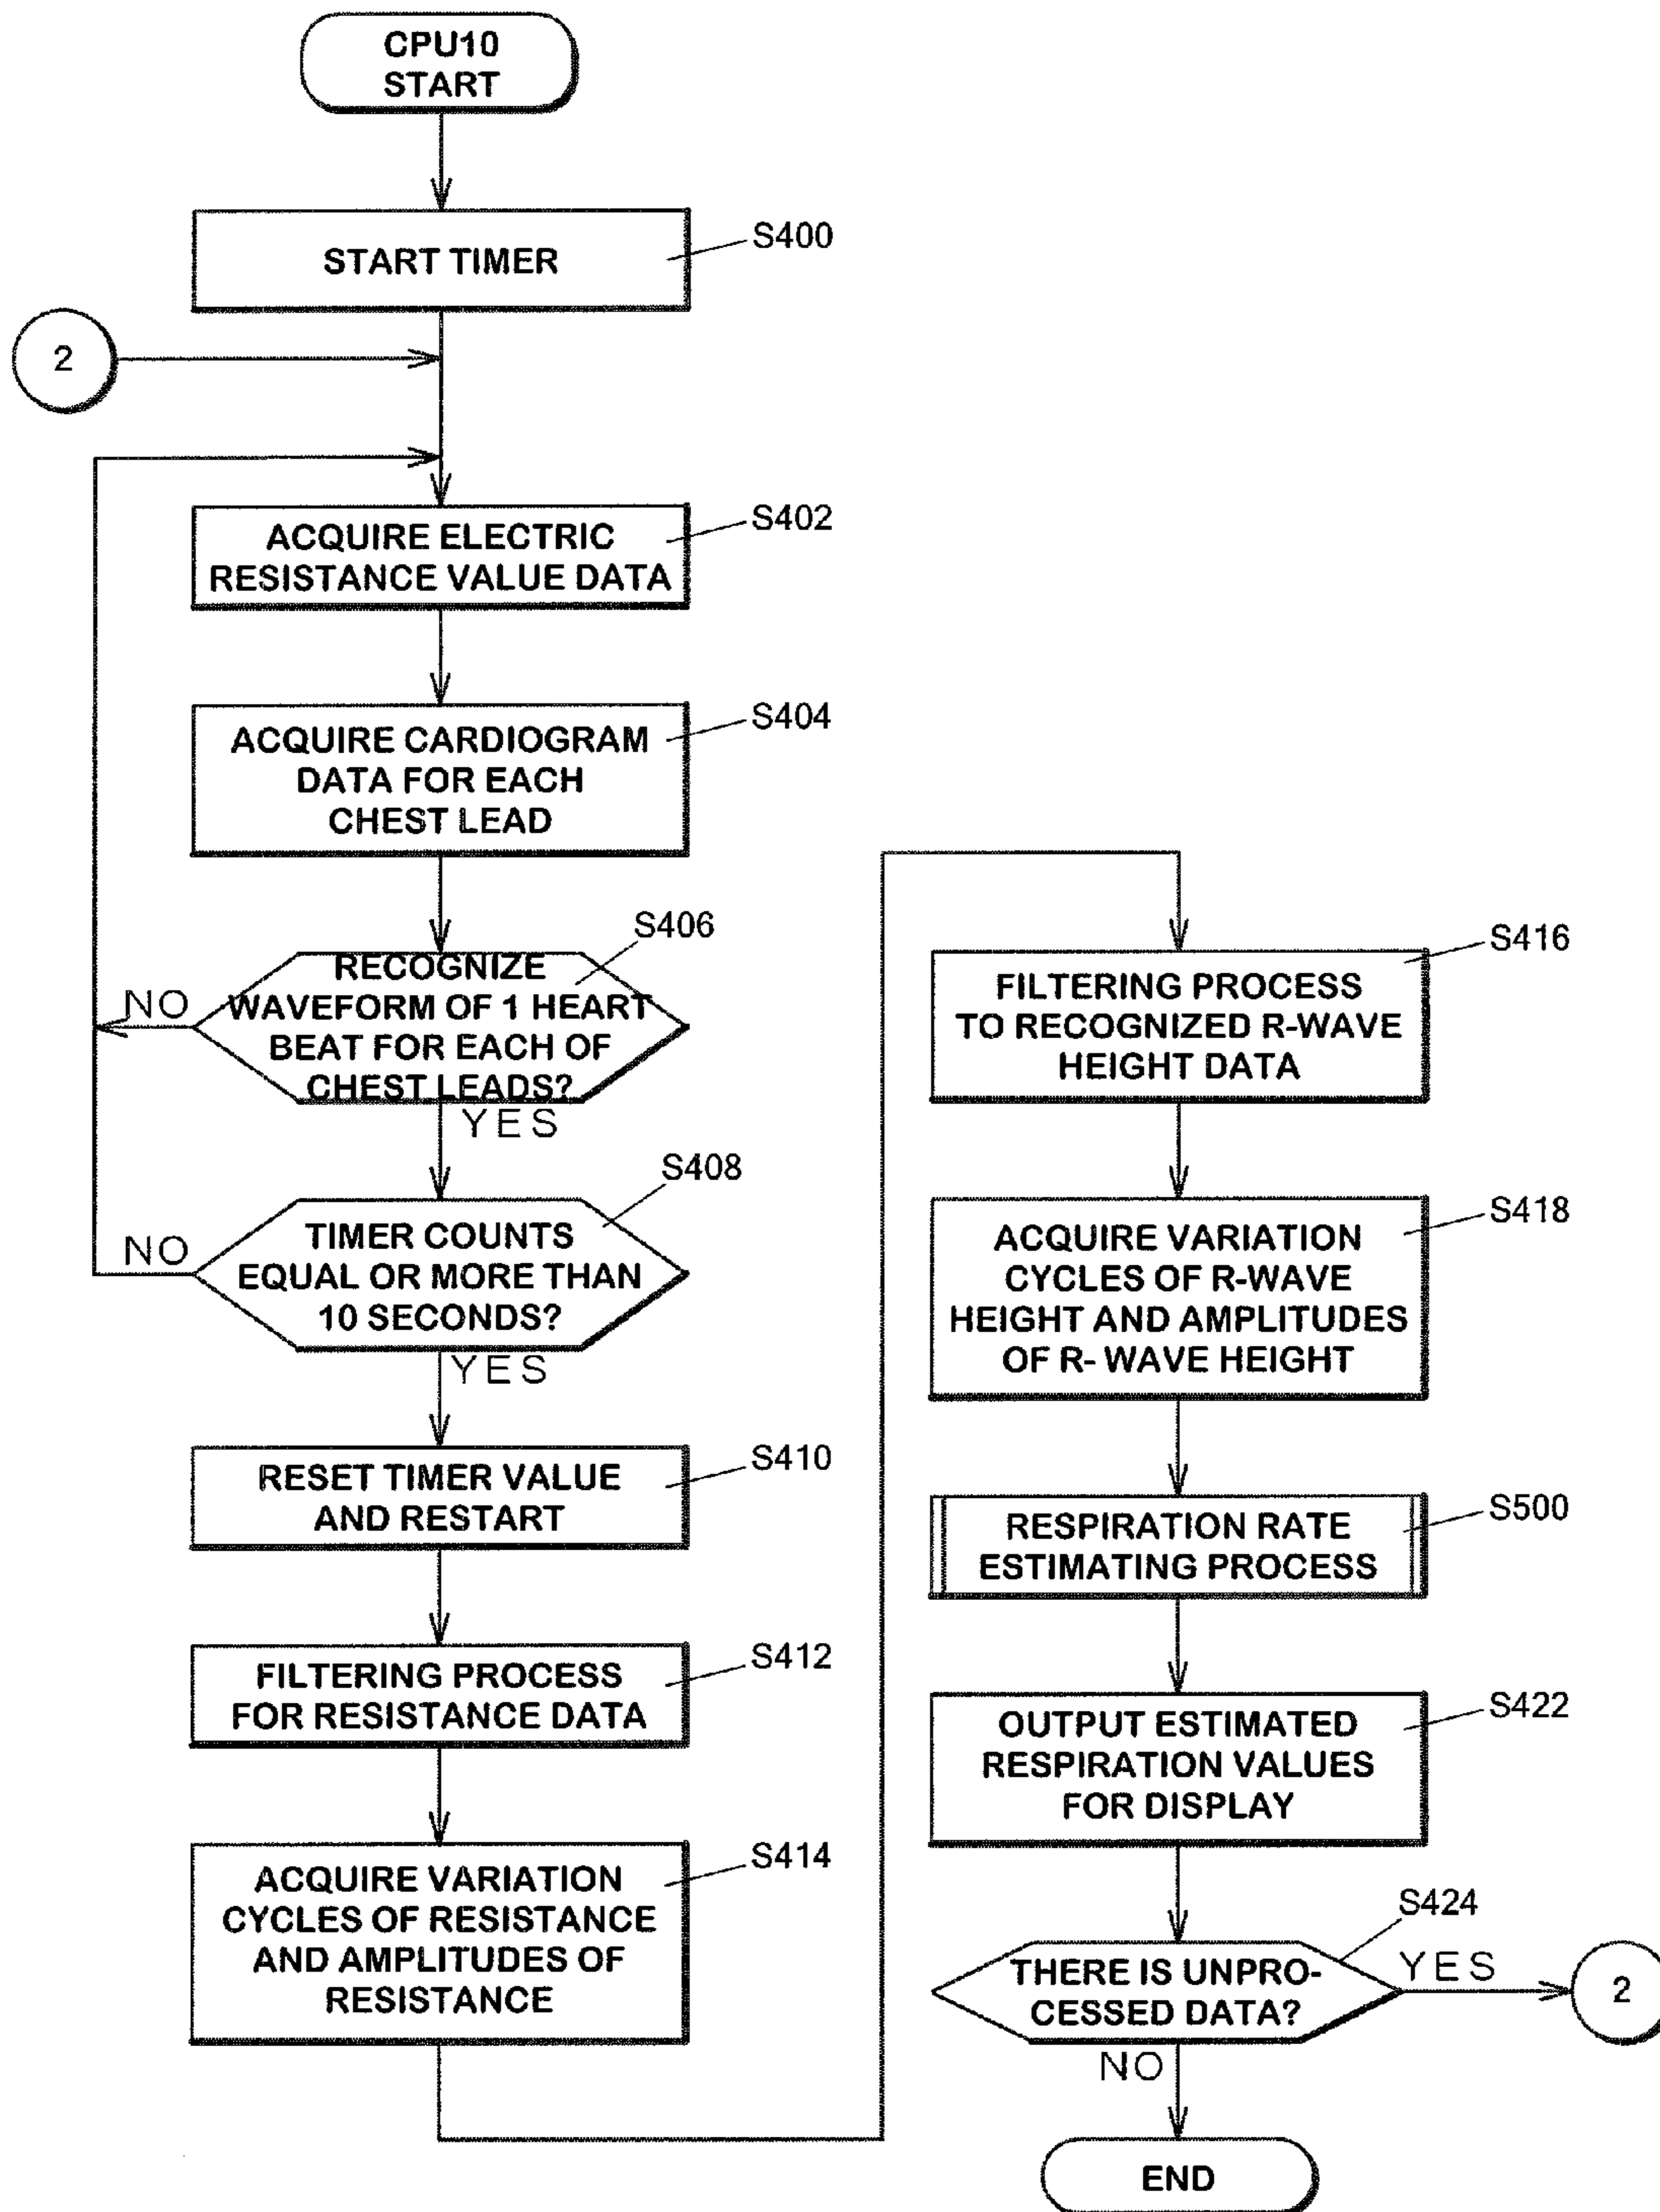 CPU10
START
START TIMER
S400
2
ACQUIRE ELECTRIC
RESISTANCE VALUE DATA
S402
ACQUIRE CARDIOGRAM
DATA FOR EACH
CHEST LEAD
S404
RECOGNIZE
WAVEFORM OF 1 HEART
BEAT FOR EACH OF
CHEST LEADS?
S406
NO
YES
TIMER COUNTS
EQUAL OR MORE THAN
10 SECONDS?
S408
NO
YES
RESET TIMER VALUE
AND RESTART
S410
FILTERING PROCESS
FOR RESISTANCE DATA
S412
ACQUIRE VARIATION
CYCLES OF RESISTANCE
AND AMPLITUDES OF
RESISTANCE
S414
FILTERING PROCESS
TO RECOGNIZED R-WAVE
HEIGHT DATA
S416
ACQUIRE VARIATION
CYCLES OF R-WAVE
HEIGHT AND AMPLITUDES
OF R- WAVE HEIGHT
S418
RESPIRATION RATE
ESTIMATING PROCESS
S500
OUTPUT ESTIMATED
RESPIRATION VALUES
FOR DISPLAY
S422
THERE IS UNPRO-
CESSED DATA?
S424
YES
2
NO
END